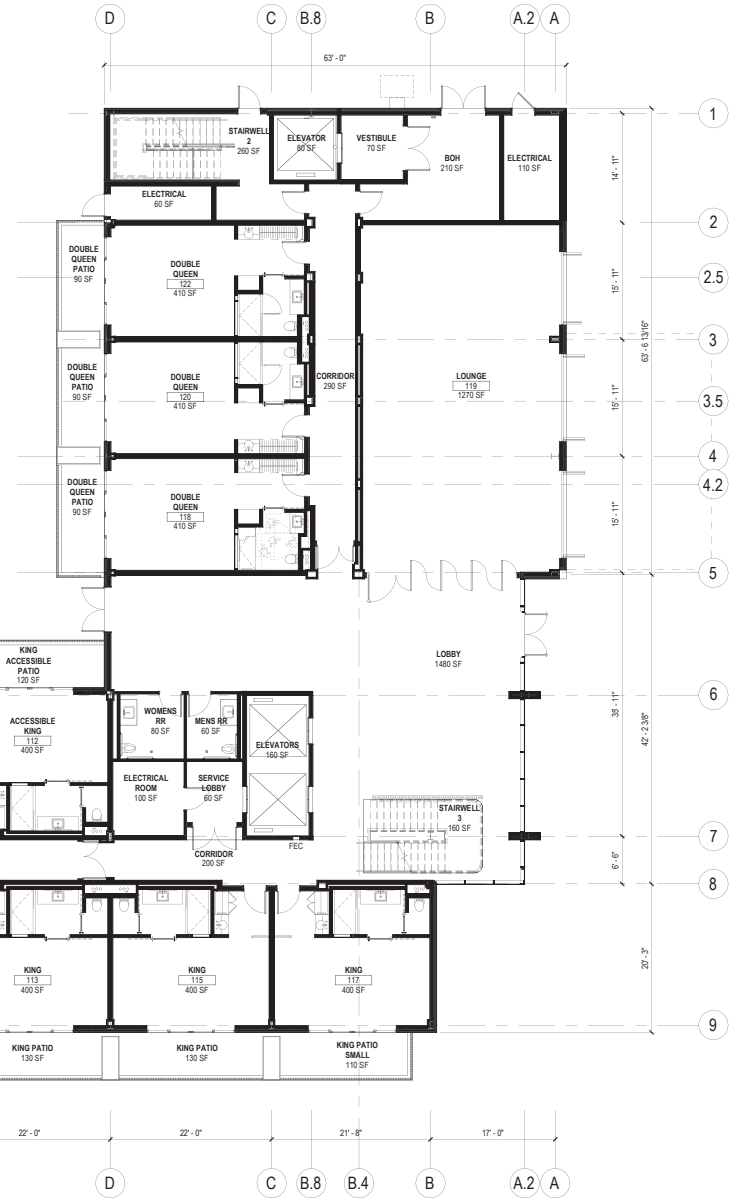 D
C
B.8
B
A.2
A
63' - 0"
1
2
2.5
3
3.5
4
4.2
5
6
7
8
9
14' - 11"
15' - 11"
15' - 11"
15' - 11"
63' - 6 13/16"
36' - 11"
42' - 2 3/8"
6' - 6"
20' - 3"
STAIRWELL
2
260 SF
ELEVATOR
80 SF
VESTIBULE
70 SF
BOH
210 SF
ELECTRICAL
110 SF
ELECTRICAL
60 SF
DOUBLE
QUEEN
PATIO
90 SF
DOUBLE
QUEEN
122
410 SF
DOUBLE
QUEEN
PATIO
90 SF
DOUBLE
QUEEN
120
410 SF
CORRIDOR
290 SF
LOUNGE
119
1270 SF
DOUBLE
QUEEN
PATIO
90 SF
DOUBLE
QUEEN
118
410 SF
LOBBY
1480 SF
KING
ACCESSIBLE
PATIO
120 SF
ACCESSIBLE
KING
112
400 SF
WOMENS
RR
80 SF
MENS RR
60 SF
ELEVATORS
160 SF
ELECTRICAL
ROOM
100 SF
SERVICE
LOBBY
60 SF
STAIRWELL
3
160 SF
FEC
CORRIDOR
200 SF
KING
113
400 SF
KING
115
400 SF
KING
117
400 SF
KING PATIO
130 SF
KING PATIO
130 SF
KING PATIO
SMALL
110 SF
22' - 0"
22' - 0"
21' - 8"
17' - 0"
D
C
B.8
B.4
B
A.2
A